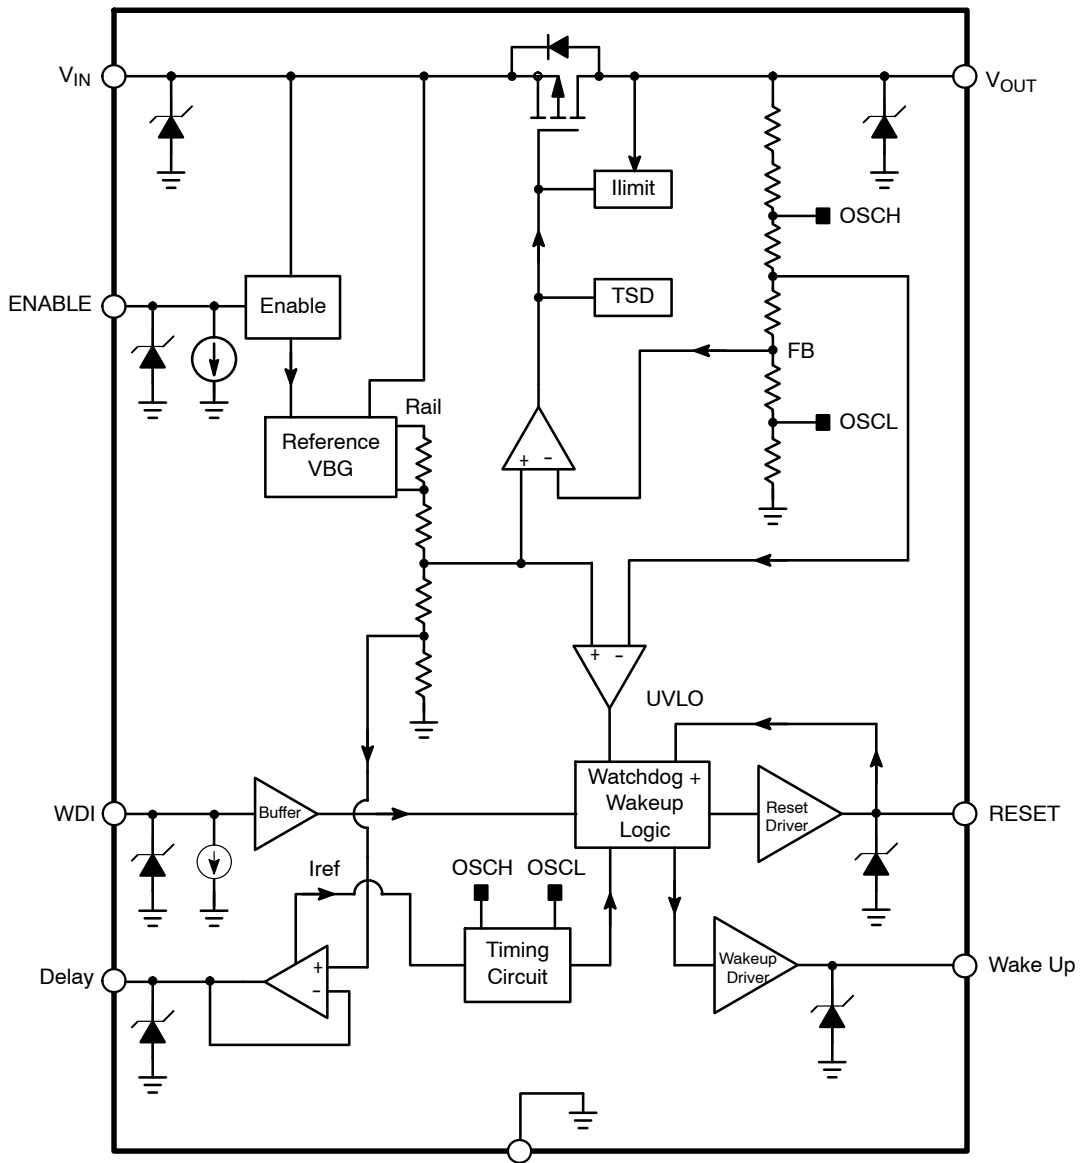 VIN
VOUT
Ilimit
OSCH
ENABLE
Enable
TSD
FB
Rail
Reference
VBG
+ −
OSCL
+ −
UVLO
WDI
Buffer
Watchdog +
Wakeup
Logic
Reset
Driver
RESET
Iref
OSCH
OSCL
Delay
+
−
Timing
Circuit
Wakeup
Driver
Wake Up